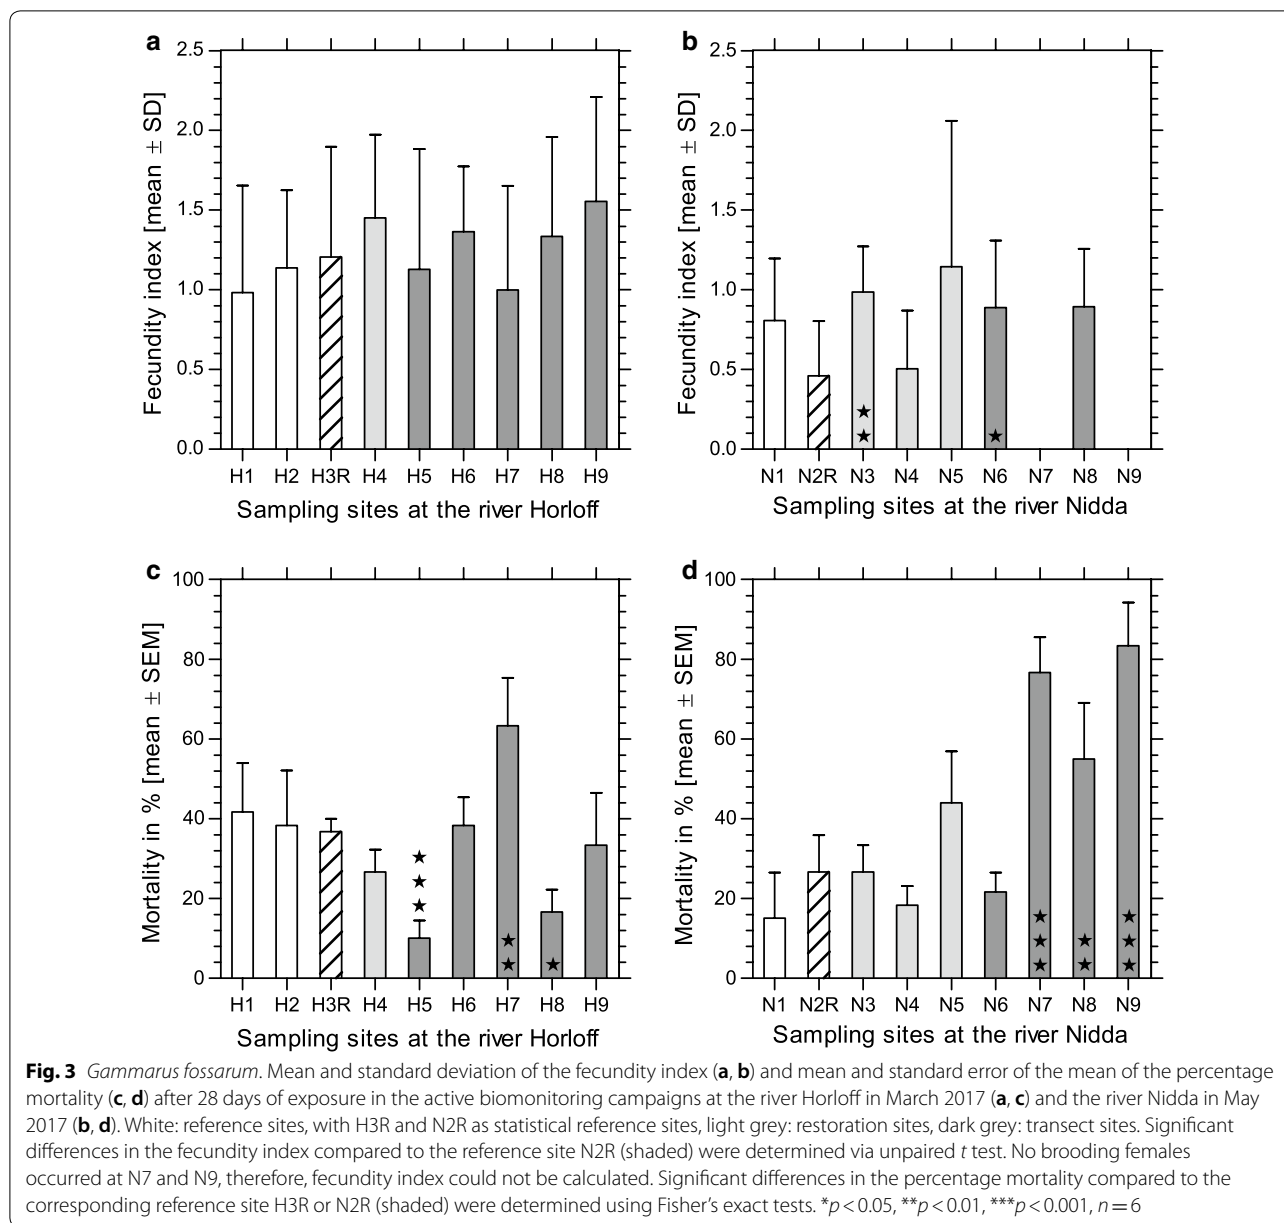 a
2.5
2.0
1.5
1.0
0.5
0.0
Fecundity index [mean ± SD]
H1 H2 H3R H4 H5 H6 H7 H8 H9
Sampling sites at the river Horloff
b
2.5
2.0
1.5
1.0
0.5
0.0
Fecundity index [mean ± SD]
★
★
★
N1 N2R N3 N4 N5 N6 N7 N8 N9
Sampling sites at the river Nidda
c
100
80
60
40
20
0
Mortality in % [mean ± SEM]
★
★
★
★
★
★
H1 H2 H3R H4 H5 H6 H7 H8 H9
Sampling sites at the river Horloff
d
100
80
60
40
20
0
Mortality in % [mean ± SEM]
★
★
★
★
★
★
★
★
N1 N2R N3 N4 N5 N6 N7 N8 N9
Sampling sites at the river Nidda
Fig. 3 Gammarus fossarum. Mean and standard deviation of the fecundity index (a, b) and mean and standard error of the mean of the percentage
mortality (c, d) after 28 days of exposure in the active biomonitoring campaigns at the river Horloff in March 2017 (a, c) and the river Nidda in May
2017 (b, d). White: reference sites, with H3R and N2R as statistical reference sites, light grey: restoration sites, dark grey: transect sites. Significant
differences in the fecundity index compared to the reference site N2R (shaded) were determined via unpaired t test. No brooding females
occurred at N7 and N9, therefore, fecundity index could not be calculated. Significant differences in the percentage mortality compared to the
corresponding reference site H3R or N2R (shaded) were determined using Fisher's exact tests. *p < 0.05, **p < 0.01, ***p < 0.001, n = 6